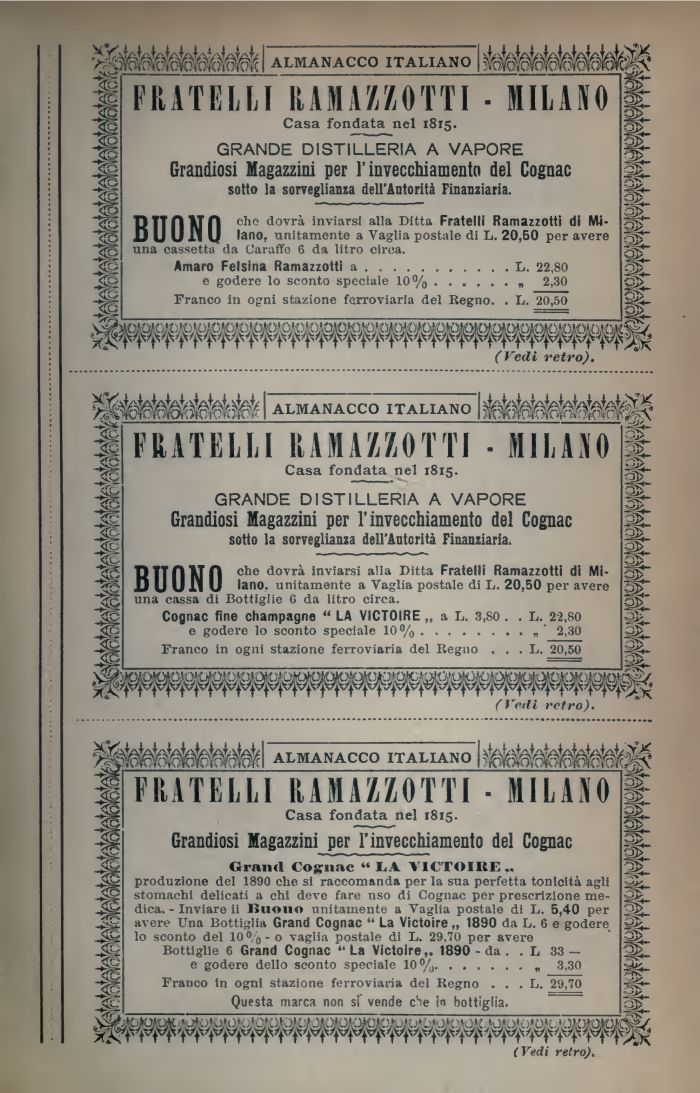 ALMANACCO ITALIANO
FRATELLI RAMAZZOTTI - MILANO
Casa fondata nel 1815.
GRANDE DISTILLERIA A VAPORE
Grandiosi Magazzini per l'invecchiamento del Cognac
sotto la sorveglianza dell'Autorità Finanziaria.
BUONO che dovrà inviarsi alla Ditta Fratelli Ramazzotti di Mi-
lano, unitamente a Vaglia postale di L. 20,50 per avere
una cassetta da Caraffe 6 da litro circa.
Amaro Felsina Ramazzotti a . . . . . . . . . . . L. 22,80
e godere lo sconto speciale 10% . . . . . . „ 2,30
Franco in ogni stazione ferroviaria del Regno. . L. 20,50
(Vedi retro).
ALMANACCO ITALIANO
FRATELLI RAMAZZOTTI - MILANO
Casa fondata nel 1815.
GRANDE DISTILLERIA A VAPORE
Grandiosi Magazzini per l'invecchiamento del Cognac
sotto la sorveglianza dell'Autorità Finanziaria.
BUONO che dovrà inviarsi alla Ditta Fratelli Ramazzotti di Mi-
lano, unitamente a Vaglia postale di L. 20,50 per avere
una cassa di Bottiglie 6 da litro circa.
Cognac fine champagne “ LA VICTOIRE „ a L. 3,80 . . L. 22,80
e godere lo sconto speciale 10% . . . . . . . . . „ 2,30
Franco in ogni stazione ferroviaria del Regno . . . L. 20,50
(Vedi retro).
ALMANACCO ITALIANO
FRATELLI RAMAZZOTTI - MILANO
Casa fondata nel 1815.
Grandiosi Magazzini per l'invecchiamento del Cognac
Grand Cognac “ LA VICTOIRE „
produzione del 1890 che si raccomanda per la sua perfetta tonicità agli
stomachi delicati a chi deve fare uso di Cognac per prescrizione me-
dica. - Inviare il Buono unitamente a Vaglia postale di L. 5,40 per
avere Una Bottiglia Grand Cognac “ La Victoire „ 1890 da L. 6 e godere
lo sconto del 10% - o vaglia postale di L. 29,70 per avere
Bottiglie 6 Grand Cognac “ La Victoire „ 1890 - da . . L 33 —
e godere dello sconto speciale 10%. . . . . . . „ 3,30
Franco in ogni stazione ferroviaria del Regno . . . L. 29,70
Questa marca non si vende che in bottiglia.
(Vedi retro).